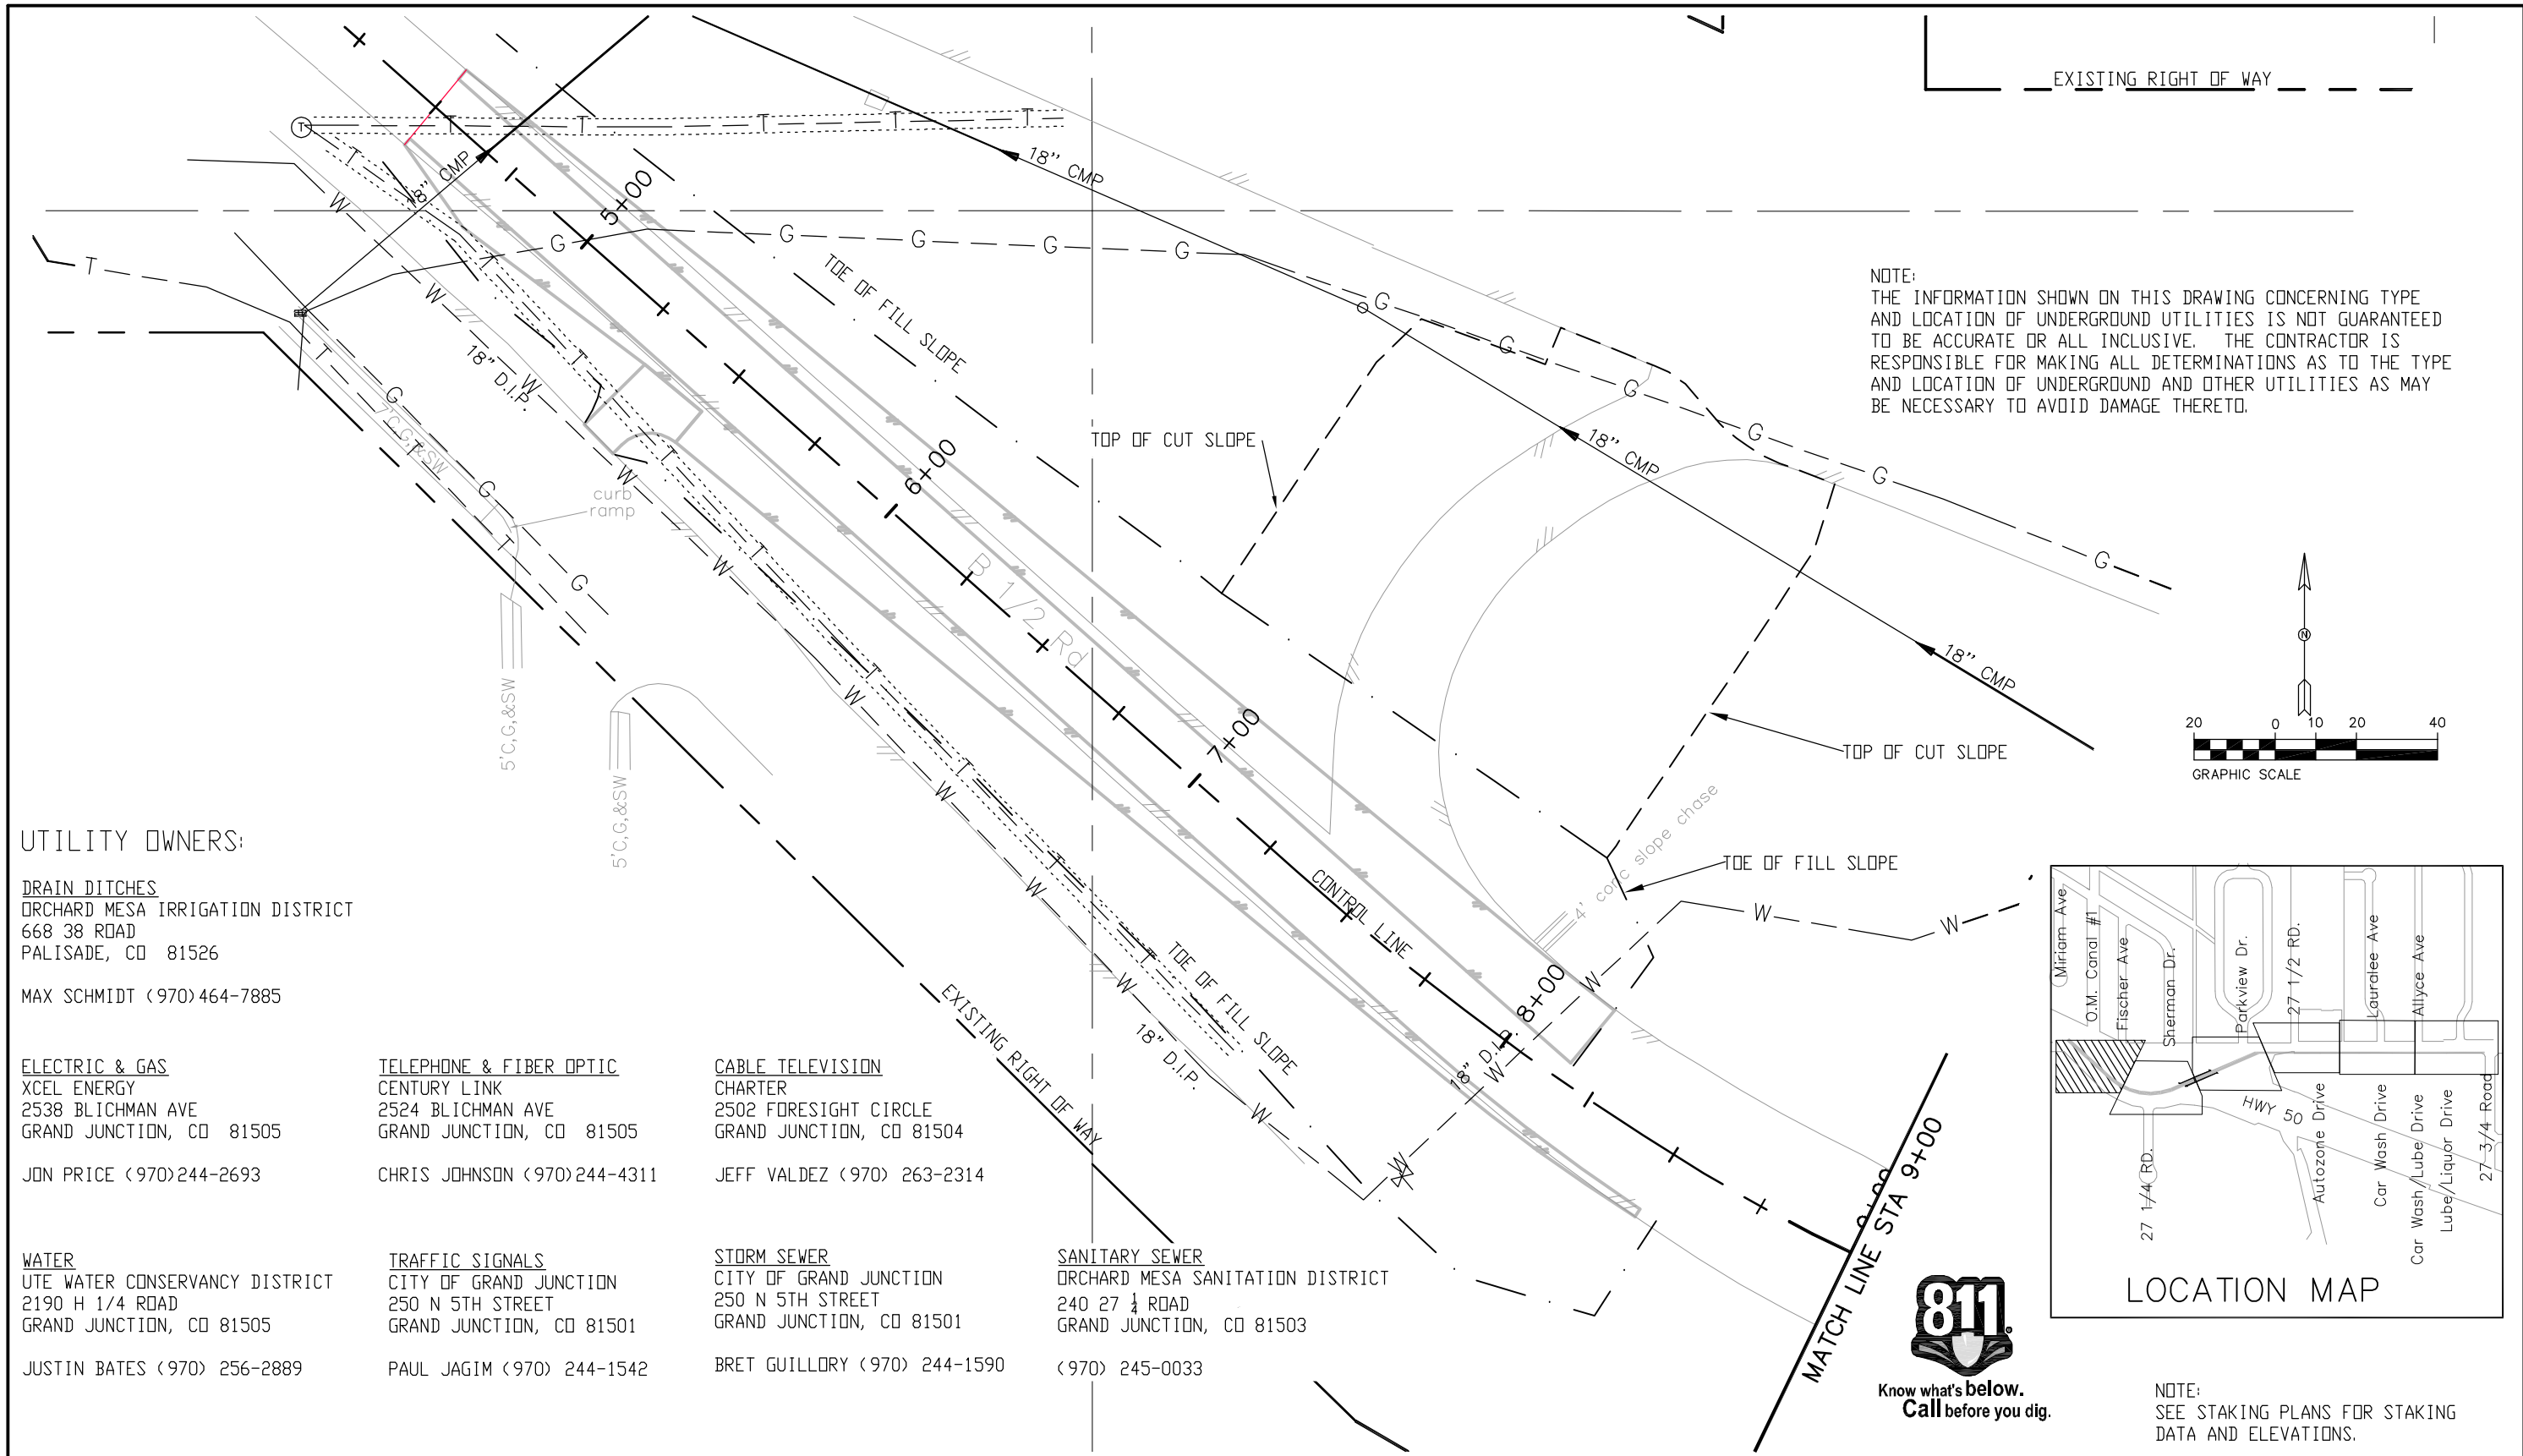 EXISTING RIGHT OF WAY
T
T
T
T
T
T
T
18" CMP
18" CMP
5+00
W
G
G
G
G
G
T
T
TOE OF FILL SLOPE
NOTE:
THE INFORMATION SHOWN ON THIS DRAWING CONCERNING TYPE
AND LOCATION OF UNDERGROUND UTILITIES IS NOT GUARANTEED
TO BE ACCURATE OR ALL INCLUSIVE. THE CONTRACTOR IS
RESPONSIBLE FOR MAKING ALL DETERMINATIONS AS TO THE TYPE
AND LOCATION OF UNDERGROUND AND OTHER UTILITIES AS MAY
BE NECESSARY TO AVOID DAMAGE THERETO.
W
G
W
G
T
T
18" D.I.P.
W
G
G
7'C,G,&SW
T
TOP OF CUT SLOPE
G
18" CMP
6+00
G
G
curb
ramp
W
T
T
G
W
T
G
B 1/2 Rd
N
18" CMP
5'C,G,&SW
T
W
20 0 10 20 40
GRAPHIC SCALE
7+00
TOP OF CUT SLOPE
5'C,G,&SW
T
W
4' conc slope chase
TOE OF FILL SLOPE
T
W
CONTROL LINE
W
W
UTILITY OWNERS:
DRAIN DITCHES
ORCHARD MESA IRRIGATION DISTRICT
668 38 ROAD
PALISADE, CO 81526
MAX SCHMIDT (970)464-7885
T
W
TOE OF FILL SLOPE
8+00
W
18" D.I.P.
W
EXISTING RIGHT OF WAY
18" D.I.P.
W
W
ELECTRIC & GAS
XCEL ENERGY
2538 BLICHMAN AVE
GRAND JUNCTION, CO 81505
JON PRICE (970)244-2693
TELEPHONE & FIBER OPTIC
CENTURY LINK
2524 BLICHMAN AVE
GRAND JUNCTION, CO 81505
CHRIS JOHNSON (970)244-4311
CABLE TELEVISION
CHARTER
2502 FORESIGHT CIRCLE
GRAND JUNCTION, CO 81504
JEFF VALDEZ (970) 263-2314
WATER
UTE WATER CONSERVANCY DISTRICT
2190 H 1/4 ROAD
GRAND JUNCTION, CO 81505
JUSTIN BATES (970) 256-2889
TRAFFIC SIGNALS
CITY OF GRAND JUNCTION
250 N 5TH STREET
GRAND JUNCTION, CO 81501
PAUL JAGIM (970) 244-1542
STORM SEWER
CITY OF GRAND JUNCTION
250 N 5TH STREET
GRAND JUNCTION, CO 81501
BRET GUILLORY (970) 244-1590
SANITARY SEWER
ORCHARD MESA SANITATION DISTRICT
240 27 1/4 ROAD
GRAND JUNCTION, CO 81503
(970) 245-0033
9+00
MATCH LINE STA 9+00
Miriam Ave
O.M. Canal #1
Fischer Ave
Sherman Dr.
Parkview Dr.
27 1/2 RD.
Lauralee Ave
Allyce Ave
HWY 50
27 1/4 RD.
Autozone Drive
Car Wash Drive
Car Wash/Lube Drive
Lube/Liquor Drive
27 3/4 Road
LOCATION MAP
811
Know what's below.
Call before you dig.
NOTE:
SEE STAKING PLANS FOR STAKING
DATA AND ELEVATIONS.